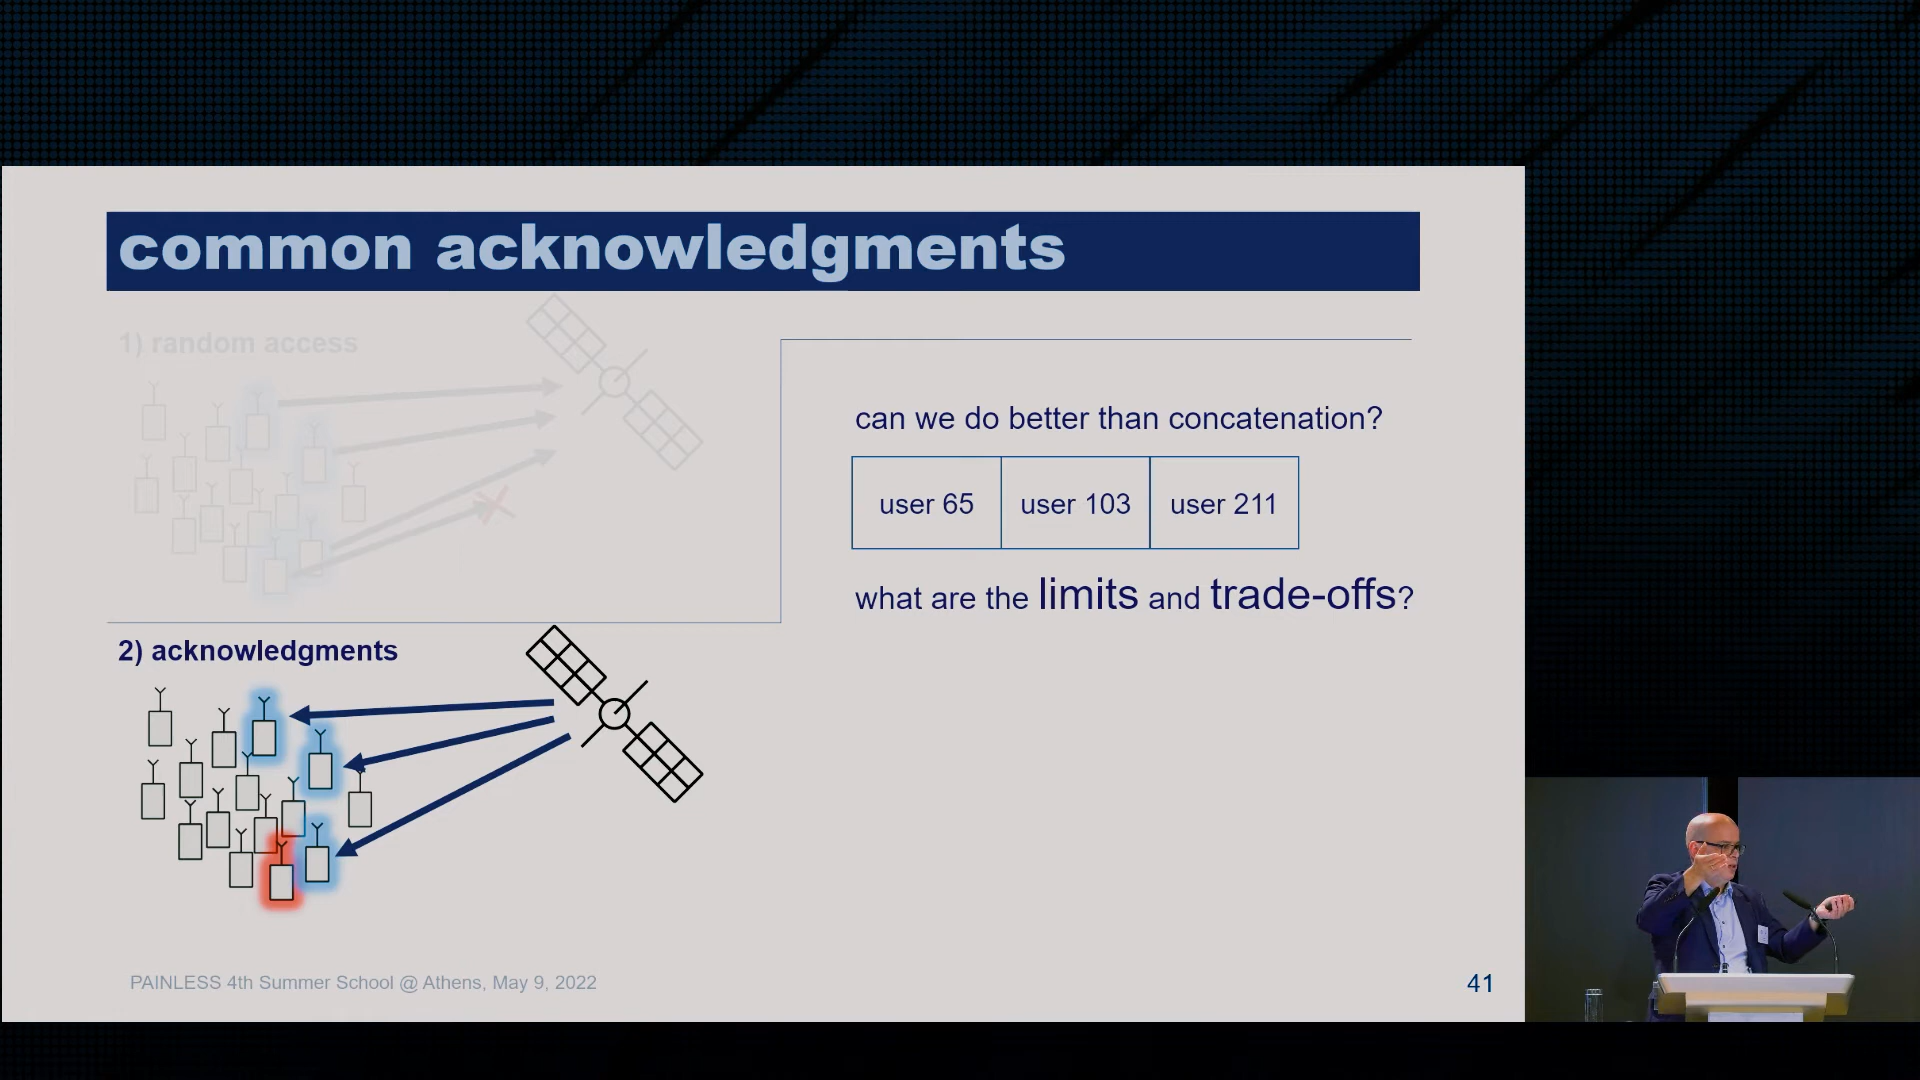 common acknowledgments
1) random access
can we do better than concatenation?
user 65 user 103 user 211
what are the limits and trade-offs?
2) acknowledgments
PAINLESS 4th Summer School @ Athens, May 9, 2022
41